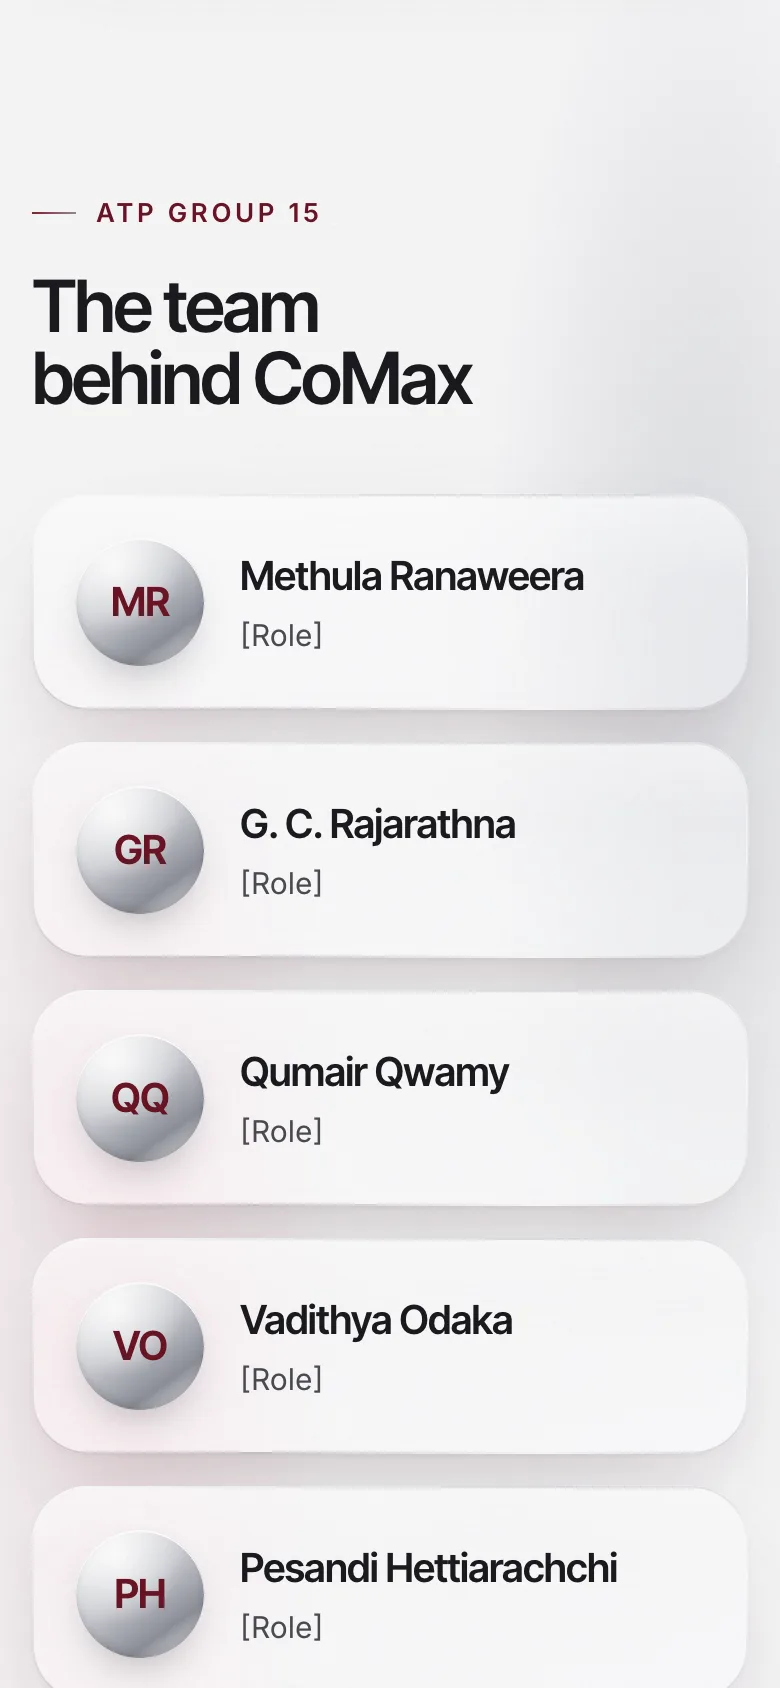 ATP GROUP 15
The team
behind CoMax
MR
Methula Ranaweera
[Role]
GR
G. C. Rajarathna
[Role]
QQ
Qumair Qwamy
[Role]
VO
Vadithya Odaka
[Role]
PH
Pesandi Hettiarachchi
[Role]